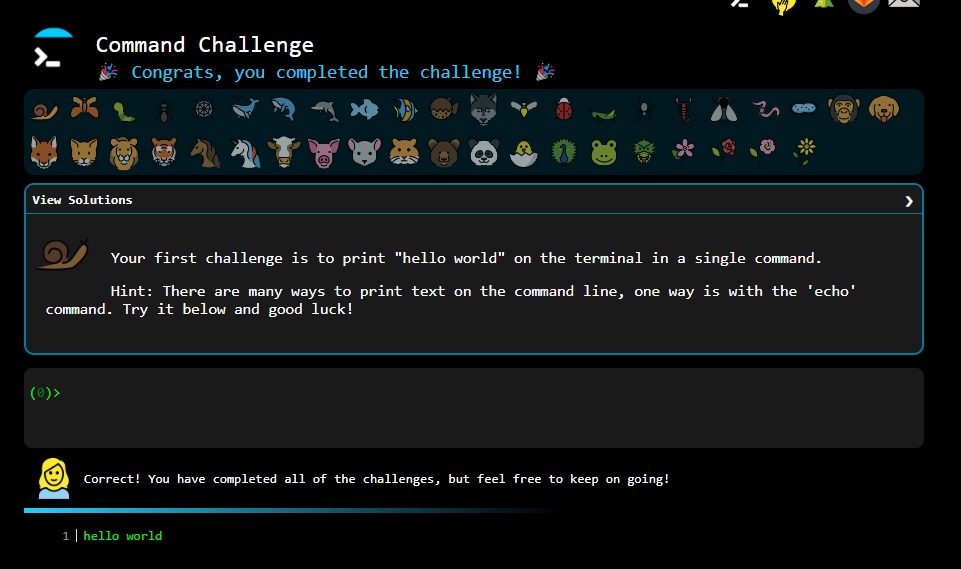 Command Challenge
🎉 Congrats, you completed the challenge! 🎉
View Solutions ❯
Your first challenge is to print "hello world" on the terminal in a single command.
Hint: There are many ways to print text on the command line, one way is with the 'echo'
command. Try it below and good luck!
(0)>
Correct! You have completed all of the challenges, but feel free to keep on going!
1 hello world